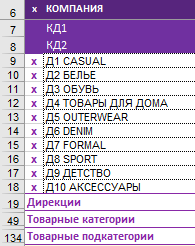 6 x КОМПАНИЯ
7 КД1
8 КД2
9 x Д1 CASUAL
10 x Д2 БЕЛЬЕ
11 x Д3 ОБУВЬ
12 x Д4 ТОВАРЫ ДЛЯ ДОМА
13 x Д5 OUTERWEAR
14 x Д6 DENIM
15 x Д7 FORMAL
16 x Д8 SPORT
17 x Д9 ДЕТСТВО
18 x Д10 АКСЕССУАРЫ
19 Дирекции
49 Товарные категории
134 Товарные подкатегории